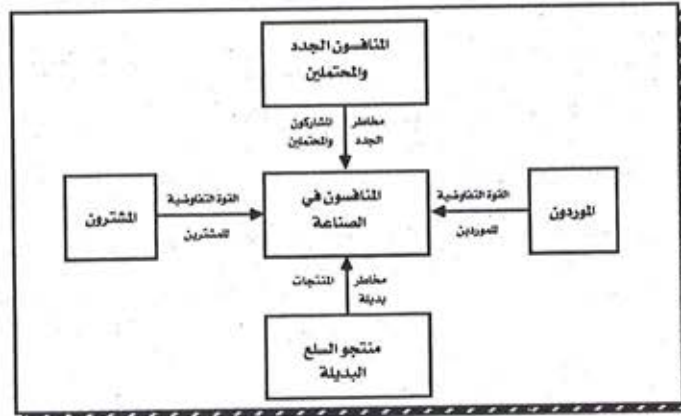 المنافسون الجدد
والمحتملين
مخاطر المشاركون
الجدد والمحتملين
المنافسون في
الصناعة
الموردون
القوة التفاوضية
للموردين
المشترون
القوة التفاوضية
للمشترين
مخاطر المنتجات
بديلة
منتجو السلع
البديلة